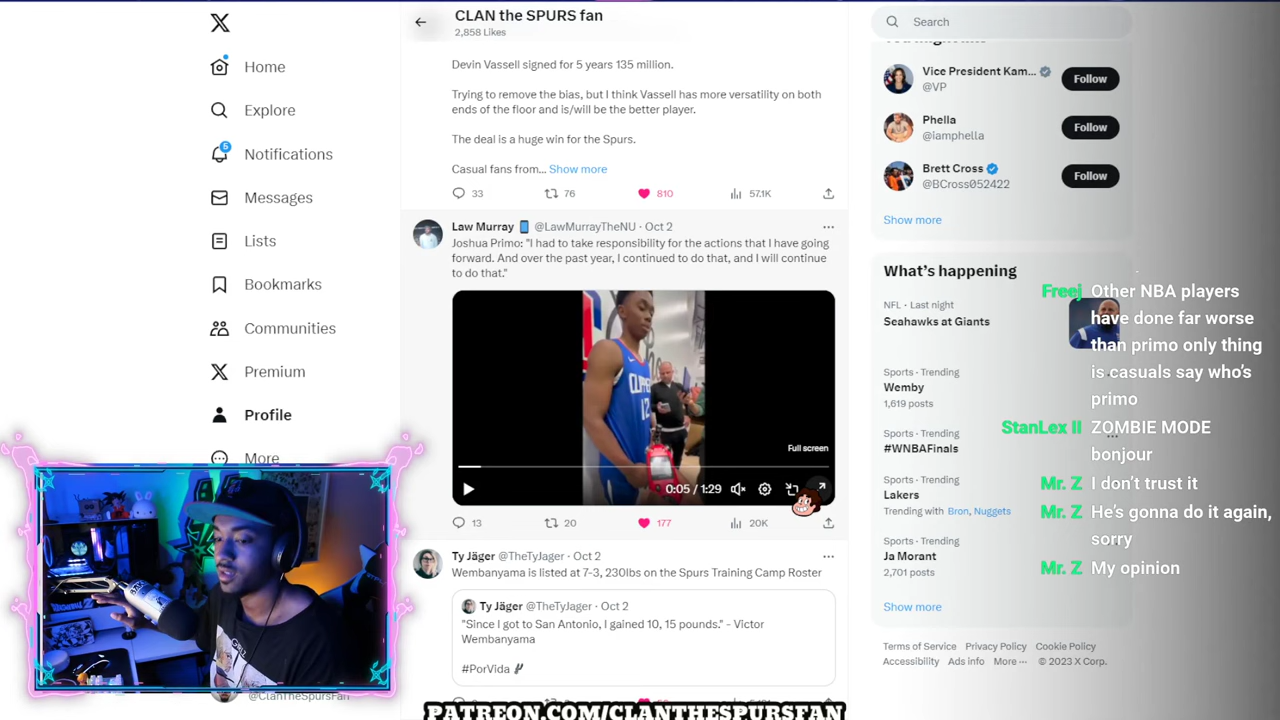 CLAN the SPURS fan
2,858 Likes
Search
Home
Explore
5
Notifications
Messages
Lists
Bookmarks
Communities
Premium
Profile
More
Devin Vassell signed for 5 years 135 million.
Trying to remove the bias, but I think Vassell has more versatility on both
ends of the floor and is/will be the better player.
The deal is a huge win for the Spurs.
Casual fans from... Show more
33 76 810 57.1K
Law Murray @LawMurrayTheNU · Oct 2
Joshua Primo: "I had to take responsibility for the actions that I have going
forward. And over the past year, I continued to do that, and I will continue
to do that."
CLIPPERS
12
Full screen
0:05 / 1:29
13 20 177 20K
Ty Jäger @TheTyJager · Oct 2
Wembanyama is listed at 7-3, 230lbs on the Spurs Training Camp Roster
Ty Jäger @TheTyJager · Oct 2
"Since I got to San Antonio, I gained 10, 15 pounds." - Victor
Wembanyama
#PorVida
PATREON.COM/CLANTHESPURSFAN
@ClanTheSpursFan
Vice President Kam...
@VP
Follow
Phella
@iamphella
Follow
Brett Cross
@BCross052422
Follow
Show more
What's happening
NFL · Last night
Seahawks at Giants
Sports · Trending
Wemby
1,619 posts
Sports · Trending
#WNBAFinals
Sports · Trending
Lakers
Trending with Bron, Nuggets
Sports · Trending
Ja Morant
2,701 posts
Show more
Terms of Service Privacy Policy Cookie Policy
Accessibility Ads info More ··· © 2023 X Corp.
Freej Other NBA players
have done far worse
than primo only thing
is casuals say who's
primo
StanLex II ZOMBIE MODE
bonjour
Mr. Z I don't trust it
Mr. Z He's gonna do it again,
sorry
Mr. Z My opinion